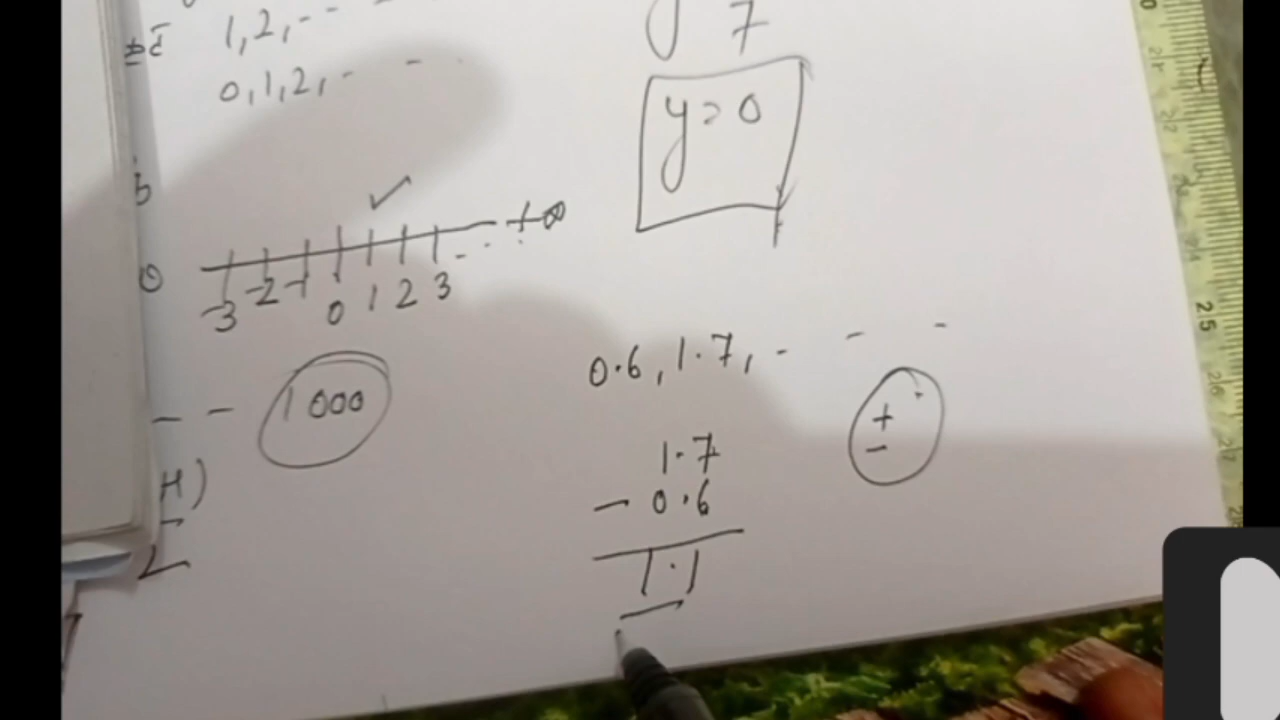 1, 2, - -
0, 1, 2, - -
7
y = 0
+∞
-3 -2 -1 0 1 2 3 . . .
- - 1000
0.6, 1.7, - - -
+
-
1.7
- 0.6
1.1
25